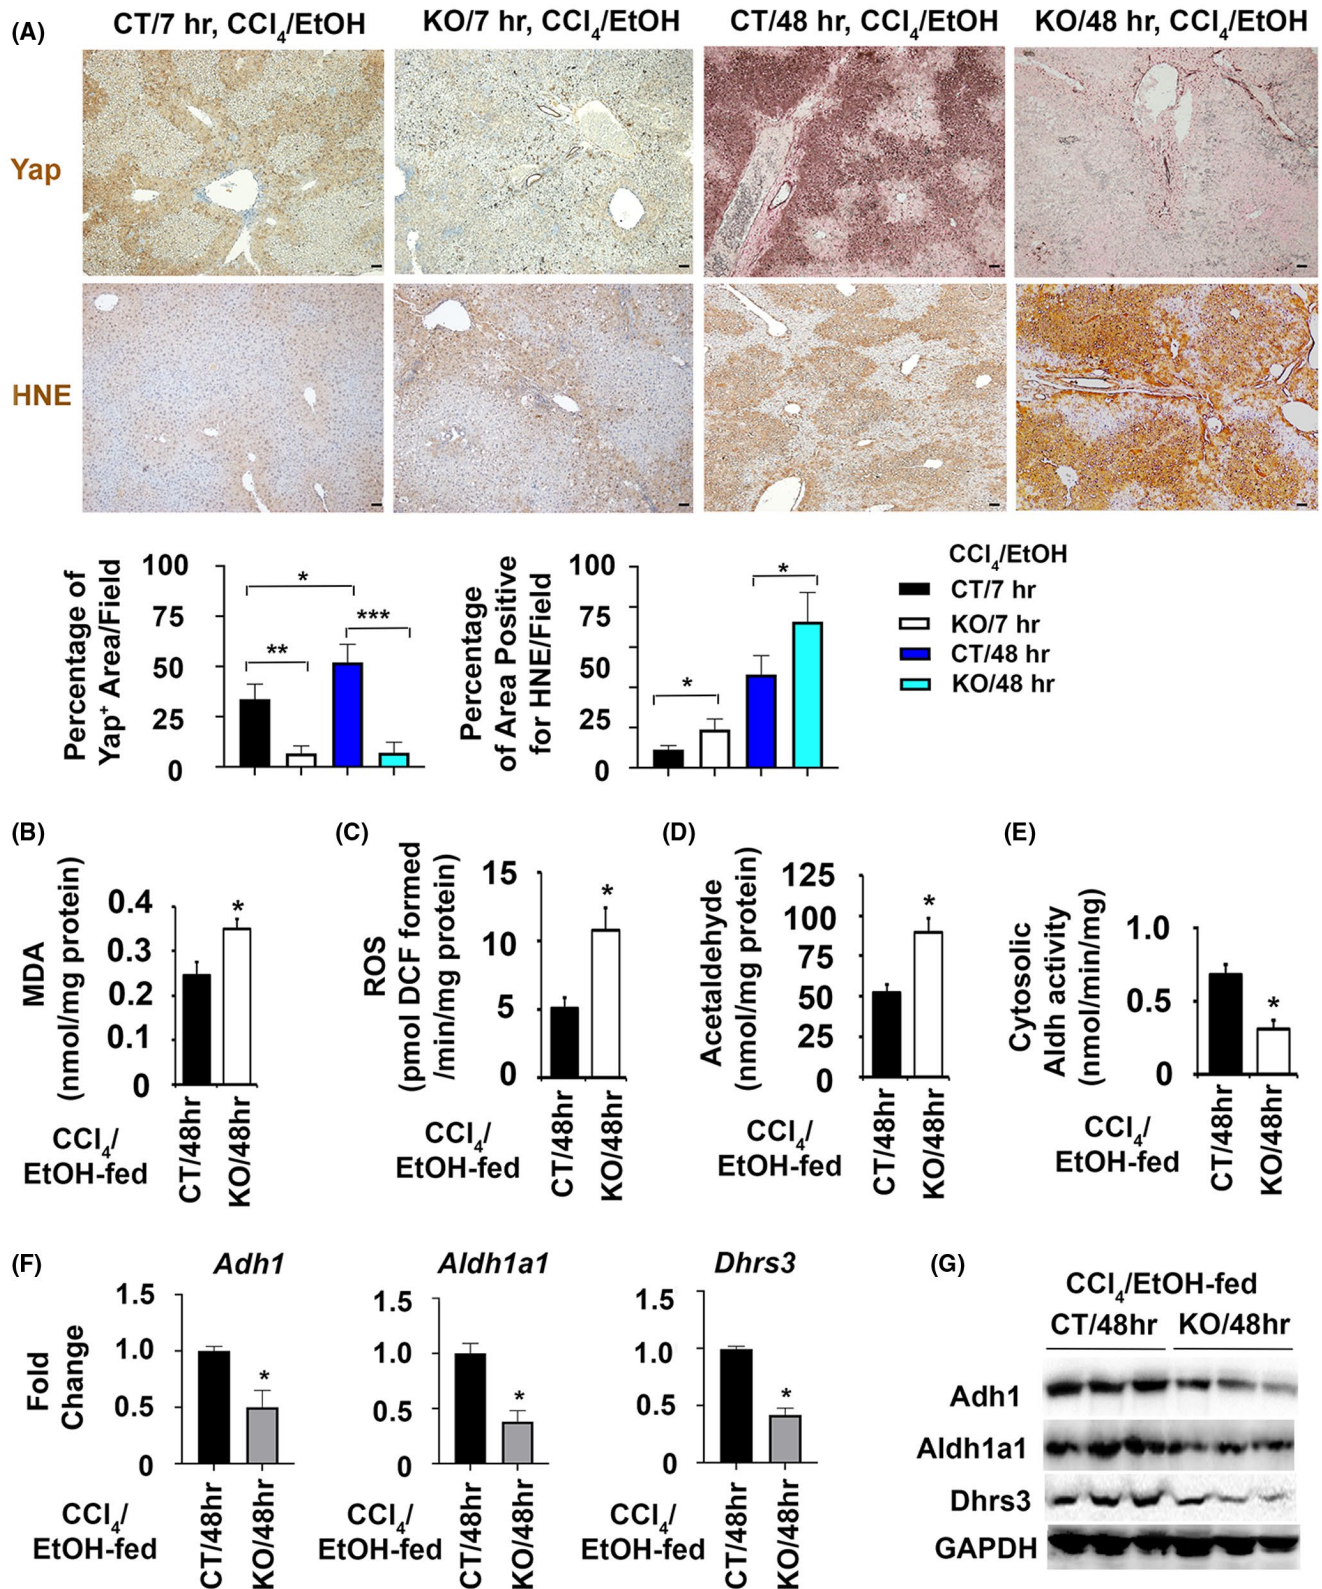 (A)
CT/7 hr, CCl4/EtOH
KO/7 hr, CCl4/EtOH
CT/48 hr, CCl4/EtOH
KO/48 hr, CCl4/EtOH
Yap
HNE
Percentage of
Yap+ Area/Field
100
75
50
25
0
*
**
***
Percentage
of Area Positive
for HNE/Field
100
75
50
25
0
*
*
CCl4/EtOH
CT/7 hr
KO/7 hr
CT/48 hr
KO/48 hr
(B)
MDA
(nmol/mg protein)
0.4
0.3
0.2
0.1
0
*
CCl4/
EtOH-fed
CT/48hr
KO/48hr
(C)
ROS
(pmol DCF formed
/min/mg protein)
15
10
5
0
*
CCl4/
EtOH-fed
CT/48hr
KO/48hr
(D)
Acetaldehyde
(nmol/mg protein)
125
100
75
50
25
0
*
CCl4/
EtOH-fed
CT/48hr
KO/48hr
(E)
Cytosolic
Aldh activity
(nmol/min/mg)
1.0
0.5
0
*
CCl4/
EtOH-fed
CT/48hr
KO/48hr
(F)
Fold
Change
Adh1
1.5
1.0
0.5
0
*
CCl4/
EtOH-fed
CT/48hr
KO/48hr
Aldh1a1
1.5
1.0
0.5
0
*
CCl4/
EtOH-fed
CT/48hr
KO/48hr
Dhrs3
1.5
1.0
0.5
0
*
CCl4/
EtOH-fed
CT/48hr
KO/48hr
(G)
CCl4/EtOH-fed
CT/48hr KO/48hr
Adh1
Aldh1a1
Dhrs3
GAPDH